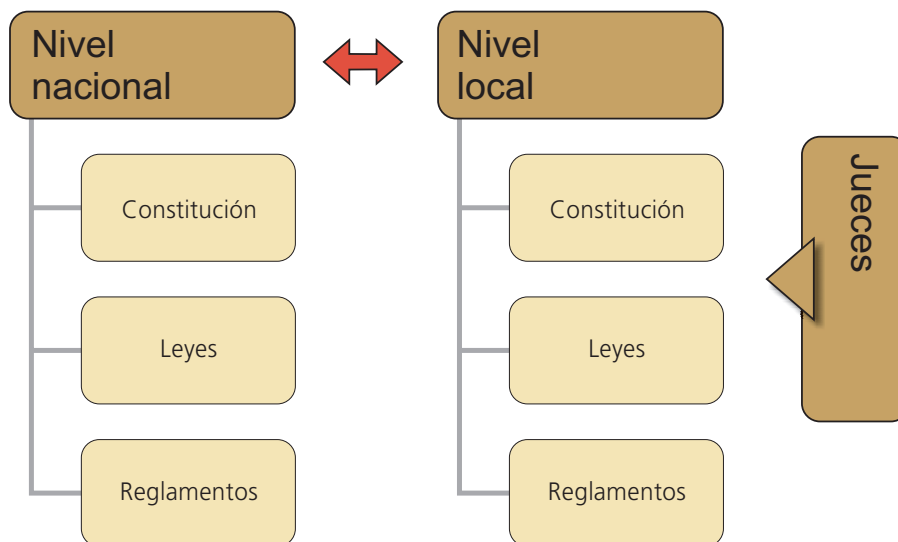 Nivel
nacional
Nivel
local
Constitución
Constitución
Leyes
Leyes
Reglamentos
Reglamentos
Jueces